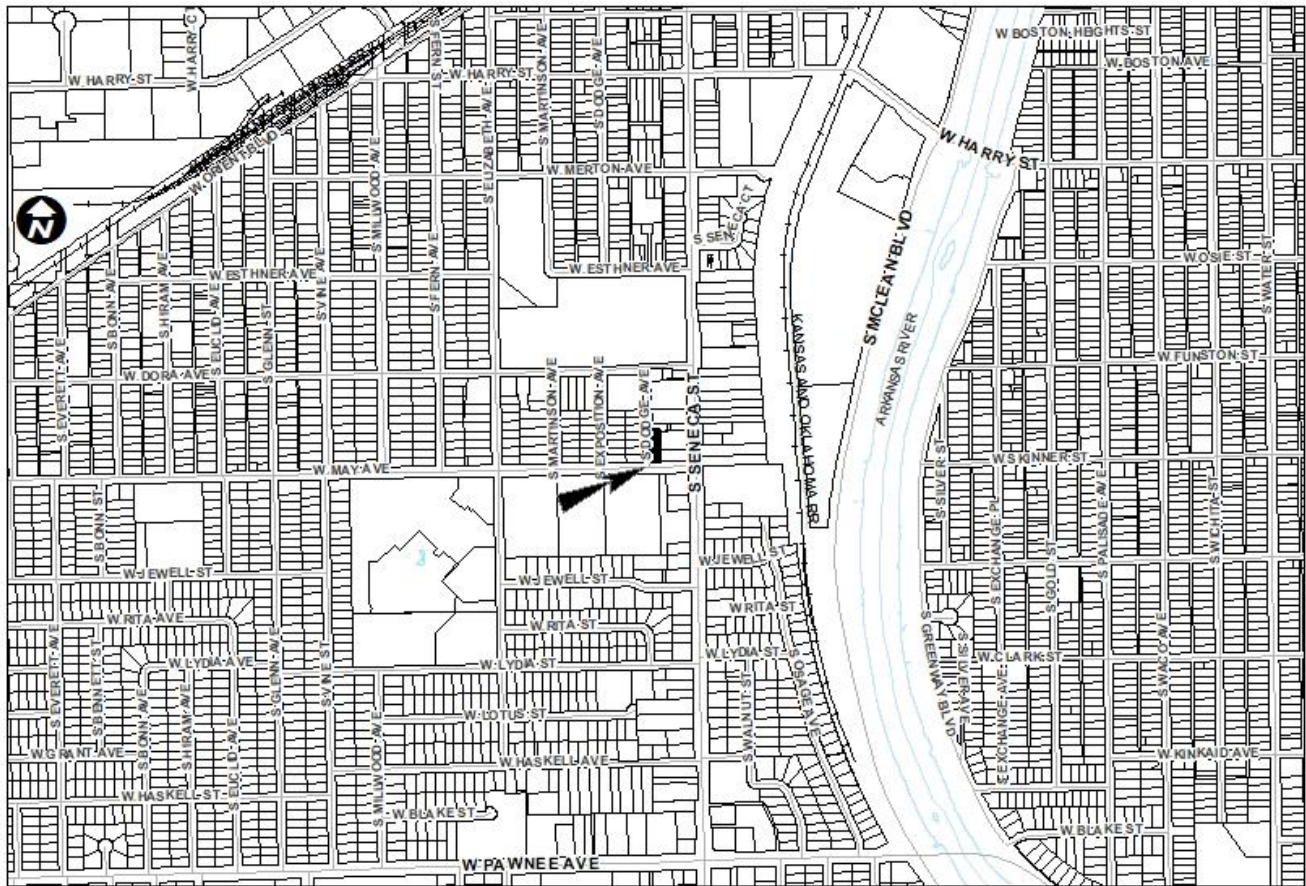 W BOSTON HEIGHTS ST
W HARRY CT
S FERN ST
S MARTINSON AVE
S DODGE AVE
W BOSTON AVE
W HARRY ST
W HARRY ST
S ELIZABETH AVE
W HARRY ST
W ORIENT BLVD
S MILLWOOD AVE
W MERTON AVE
N
S SENECA CT
S MCLEAN BLVD
S WATER ST
S HIRAM AVE
S BONN AVE
W ESTHNER AVE
S VINE AVE
S FERN AVE
W ESTHNER AVE
W OSIE ST
S EUCLID AVE
S GLENN ST
KANSAS AND OKLAHOMA RR
ARKANSAS RIVER
S EVERETT AVE
W DORA AVE
S MARTINSON AVE
S EXPOSITION AVE
S DODGE AVE
S SENECA ST
W FUNSTON ST
W MAY AVE
W SKINNER ST
S SILVER ST
S BONN ST
S EXCHANGE PL
S GOLD ST
S PALISADE AVE
S WICHITA ST
W JEWELL ST
W JEWELL ST
W JEWELL ST
W RITA AVE
W RITA ST
W RITA ST
S EVERETT AVE
S BENNETT ST
W LYDIA AVE
S GLENN AVE
S VINE ST
W LYDIA ST
W LYDIA ST
S OSAGE AVE
S GREENWAY BLVD
S SILVER AVE
W CLARK ST
S WACO AVE
S BONN AVE
S HIRAM AVE
S EUCLID AVE
S MILLWOOD AVE
W LOTUS ST
S WALNUT ST
S EXCHANGE AVE
W GRANT AVE
W HASKELL AVE
W KINKAID AVE
W HASKELL ST
W BLAKE ST
W BLAKE ST
W PAWNEE AVE